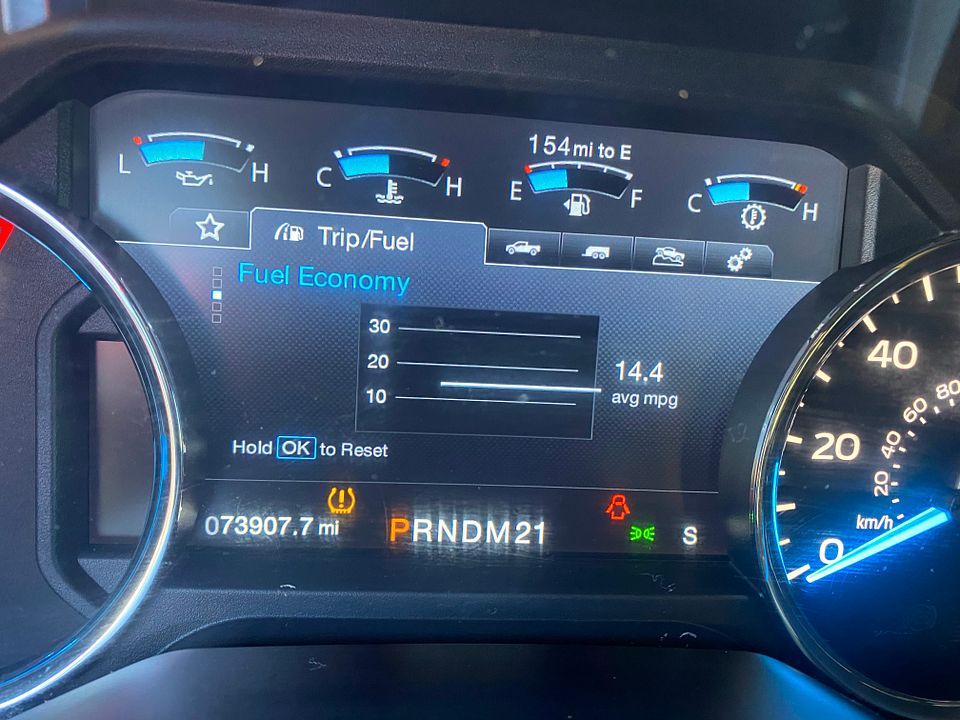 154 mi to E
L H
C H
E F
C H
Trip/Fuel
Fuel Economy
30
20
10
14.4
avg mpg
Hold OK to Reset
073907.7 mi
PRNDM21
S
40
20
0
80
60
40
20
km/h